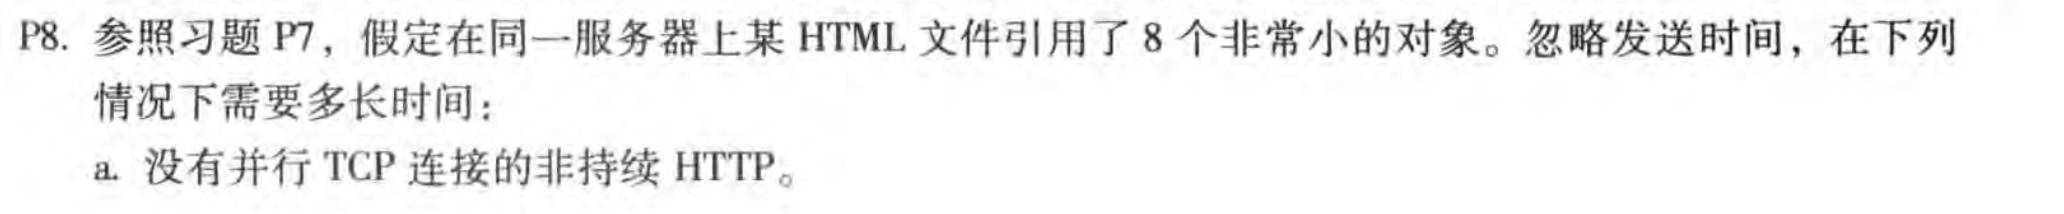 P8. 参照习题 P7，假定在同一服务器上某 HTML 文件引用了 8 个非常小的对象。忽略发送时间，在下列
情况下需要多长时间：
a. 没有并行 TCP 连接的非持续 HTTP。